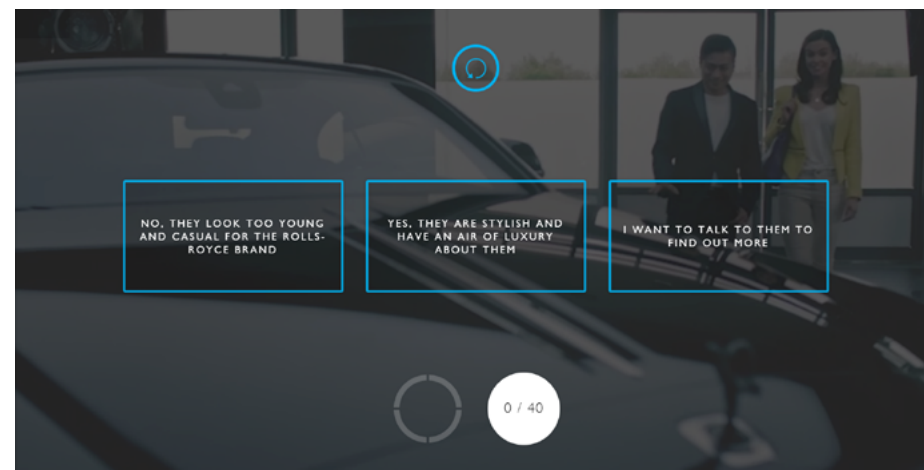 NO, THEY LOOK TOO YOUNG
AND CASUAL FOR THE ROLLS-
ROYCE BRAND
YES, THEY ARE STYLISH AND
HAVE AN AIR OF LUXURY
ABOUT THEM
I WANT TO TALK TO THEM TO
FIND OUT MORE
0 / 40